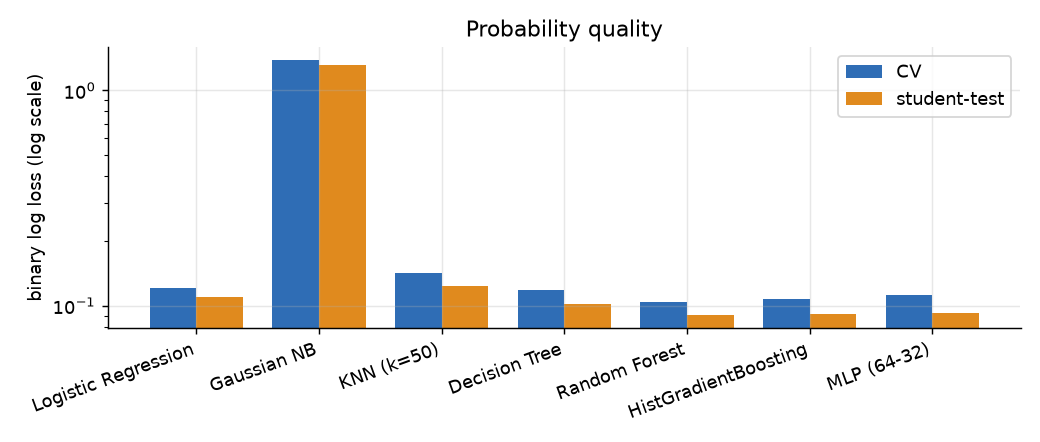 Probability quality
binary log loss (log scale)
10⁰
10⁻¹
CV
student-test
Logistic Regression
Gaussian NB
KNN (k=50)
Decision Tree
Random Forest
HistGradientBoosting
MLP (64-32)